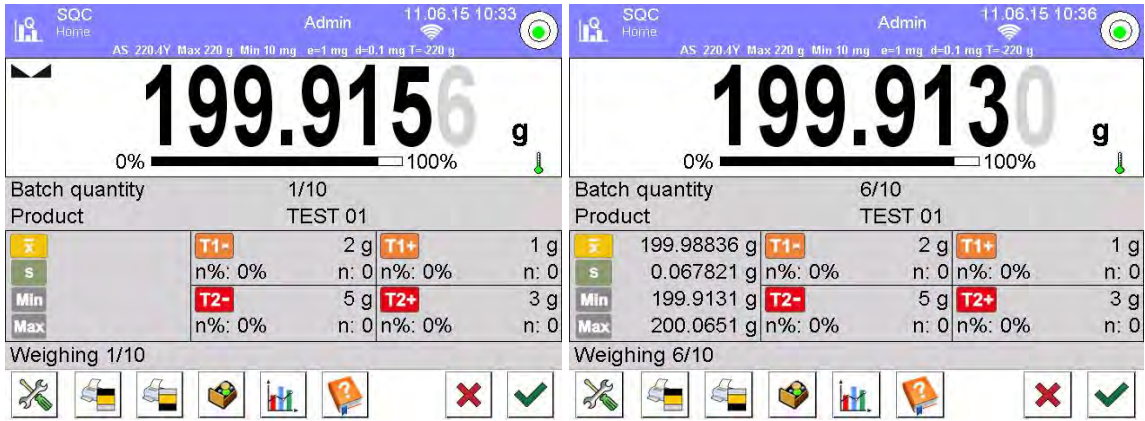 SQC
Home
Admin
11.06.15 10:33
AS 220.4Y Max 220 g Min 10 mg e=1 mg d=0.1 mg T=-220 g
199.9156 g
0% 100%
Batch quantity 1/10
Product TEST 01
x T1- 2 g T1+ 1 g
s n%: 0% n: 0 n%: 0% n: 0
Min T2- 5 g T2+ 3 g
Max n%: 0% n: 0 n%: 0% n: 0
Weighing 1/10
SQC
Home
Admin
11.06.15 10:36
AS 220.4Y Max 220 g Min 10 mg e=1 mg d=0.1 mg T=-220 g
199.9130 g
0% 100%
Batch quantity 6/10
Product TEST 01
x 199.98836 g T1- 2 g T1+ 1 g
s 0.067821 g n%: 0% n: 0 n%: 0% n: 0
Min 199.9131 g T2- 5 g T2+ 3 g
Max 200.0651 g n%: 0% n: 0 n%: 0% n: 0
Weighing 6/10